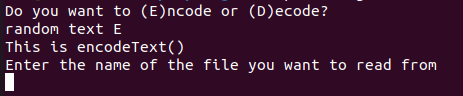 Do you want to (E)ncode or (D)ecode?
random text E
This is encodeText()
Enter the name of the file you want to read from